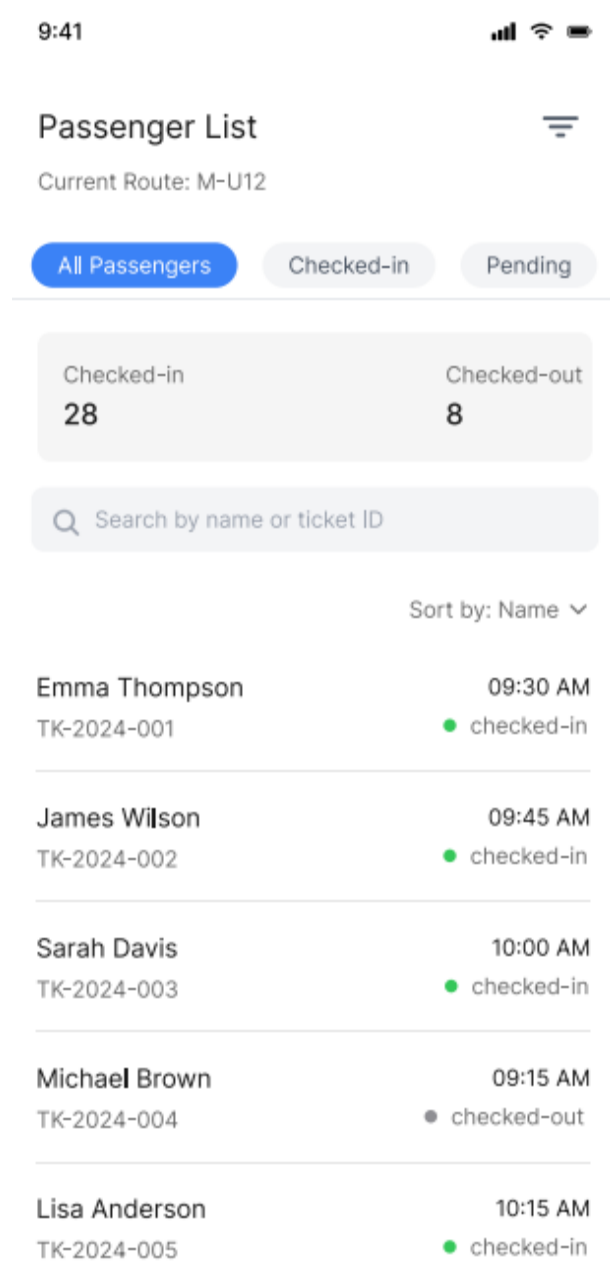 9:41
Passenger List
Current Route: M-U12
All Passengers Checked-in Pending
Checked-in Checked-out
28 8
Search by name or ticket ID
Sort by: Name
Emma Thompson 09:30 AM
TK-2024-001 checked-in
James Wilson 09:45 AM
TK-2024-002 checked-in
Sarah Davis 10:00 AM
TK-2024-003 checked-in
Michael Brown 09:15 AM
TK-2024-004 checked-out
Lisa Anderson 10:15 AM
TK-2024-005 checked-in